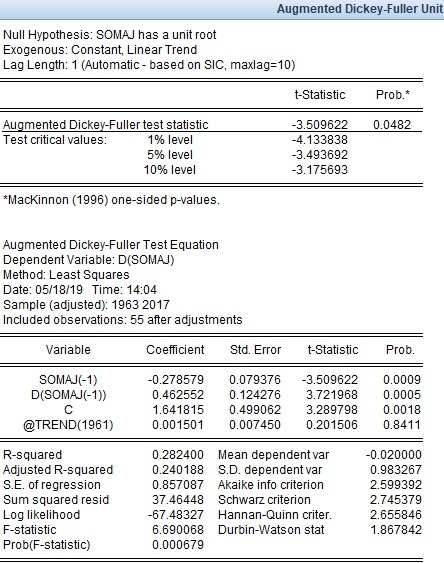 Augmented Dickey-Fuller Unit
Null Hypothesis: SOMAJ has a unit root
Exogenous: Constant, Linear Trend
Lag Length: 1 (Automatic - based on SIC, maxlag=10)
t-Statistic Prob.*
Augmented Dickey-Fuller test statistic -3.509622 0.0482
Test critical values: 1% level -4.133838
5% level -3.493692
10% level -3.175693
*MacKinnon (1996) one-sided p-values.
Augmented Dickey-Fuller Test Equation
Dependent Variable: D(SOMAJ)
Method: Least Squares
Date: 05/18/19 Time: 14:04
Sample (adjusted): 1963 2017
Included observations: 55 after adjustments
Variable Coefficient Std. Error t-Statistic Prob.
SOMAJ(-1) -0.278579 0.079376 -3.509622 0.0009
D(SOMAJ(-1)) 0.462552 0.124276 3.721968 0.0005
C 1.641815 0.499062 3.289798 0.0018
@TREND(1961) 0.001501 0.007450 0.201506 0.8411
R-squared 0.282400 Mean dependent var -0.020000
Adjusted R-squared 0.240188 S.D. dependent var 0.983267
S.E. of regression 0.857087 Akaike info criterion 2.599392
Sum squared resid 37.46448 Schwarz criterion 2.745379
Log likelihood -67.48327 Hannan-Quinn criter. 2.655846
F-statistic 6.690068 Durbin-Watson stat 1.867842
Prob(F-statistic) 0.000679